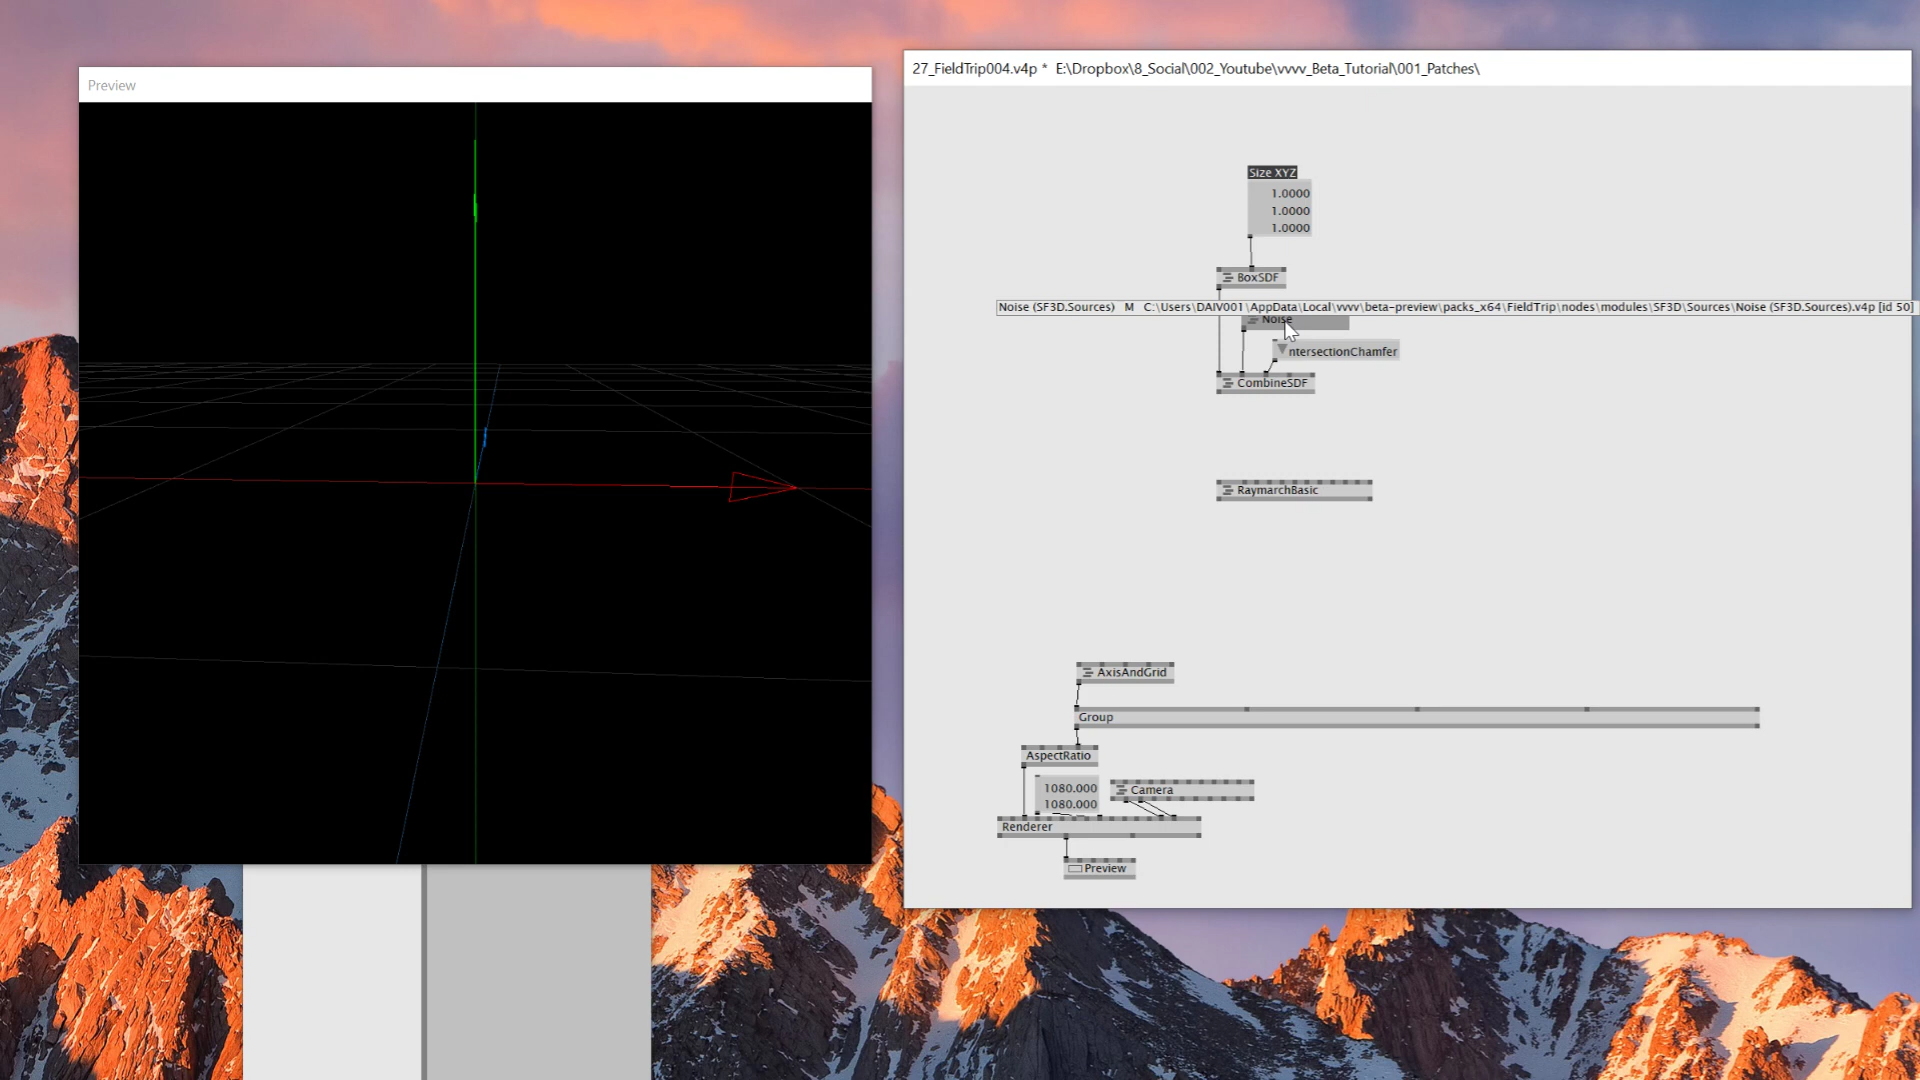 Preview
27_FieldTrip004.v4p * E:\Dropbox\8_Social\002_Youtube\vvvv_Beta_Tutorial\001_Patches\
Size XYZ
1.0000
1.0000
1.0000
BoxSDF
Noise (SF3D.Sources) M C:\Users\DAIV001\AppData\Local\vvvv\beta-preview\packs_x64\FieldTrip\nodes\modules\SF3D\Sources\Noise (SF3D.Sources).v4p [id 50]
Noise
ntersectionChamfer
CombineSDF
RaymarchBasic
AxisAndGrid
Group
AspectRatio
1080.000
1080.000
Camera
Renderer
Preview